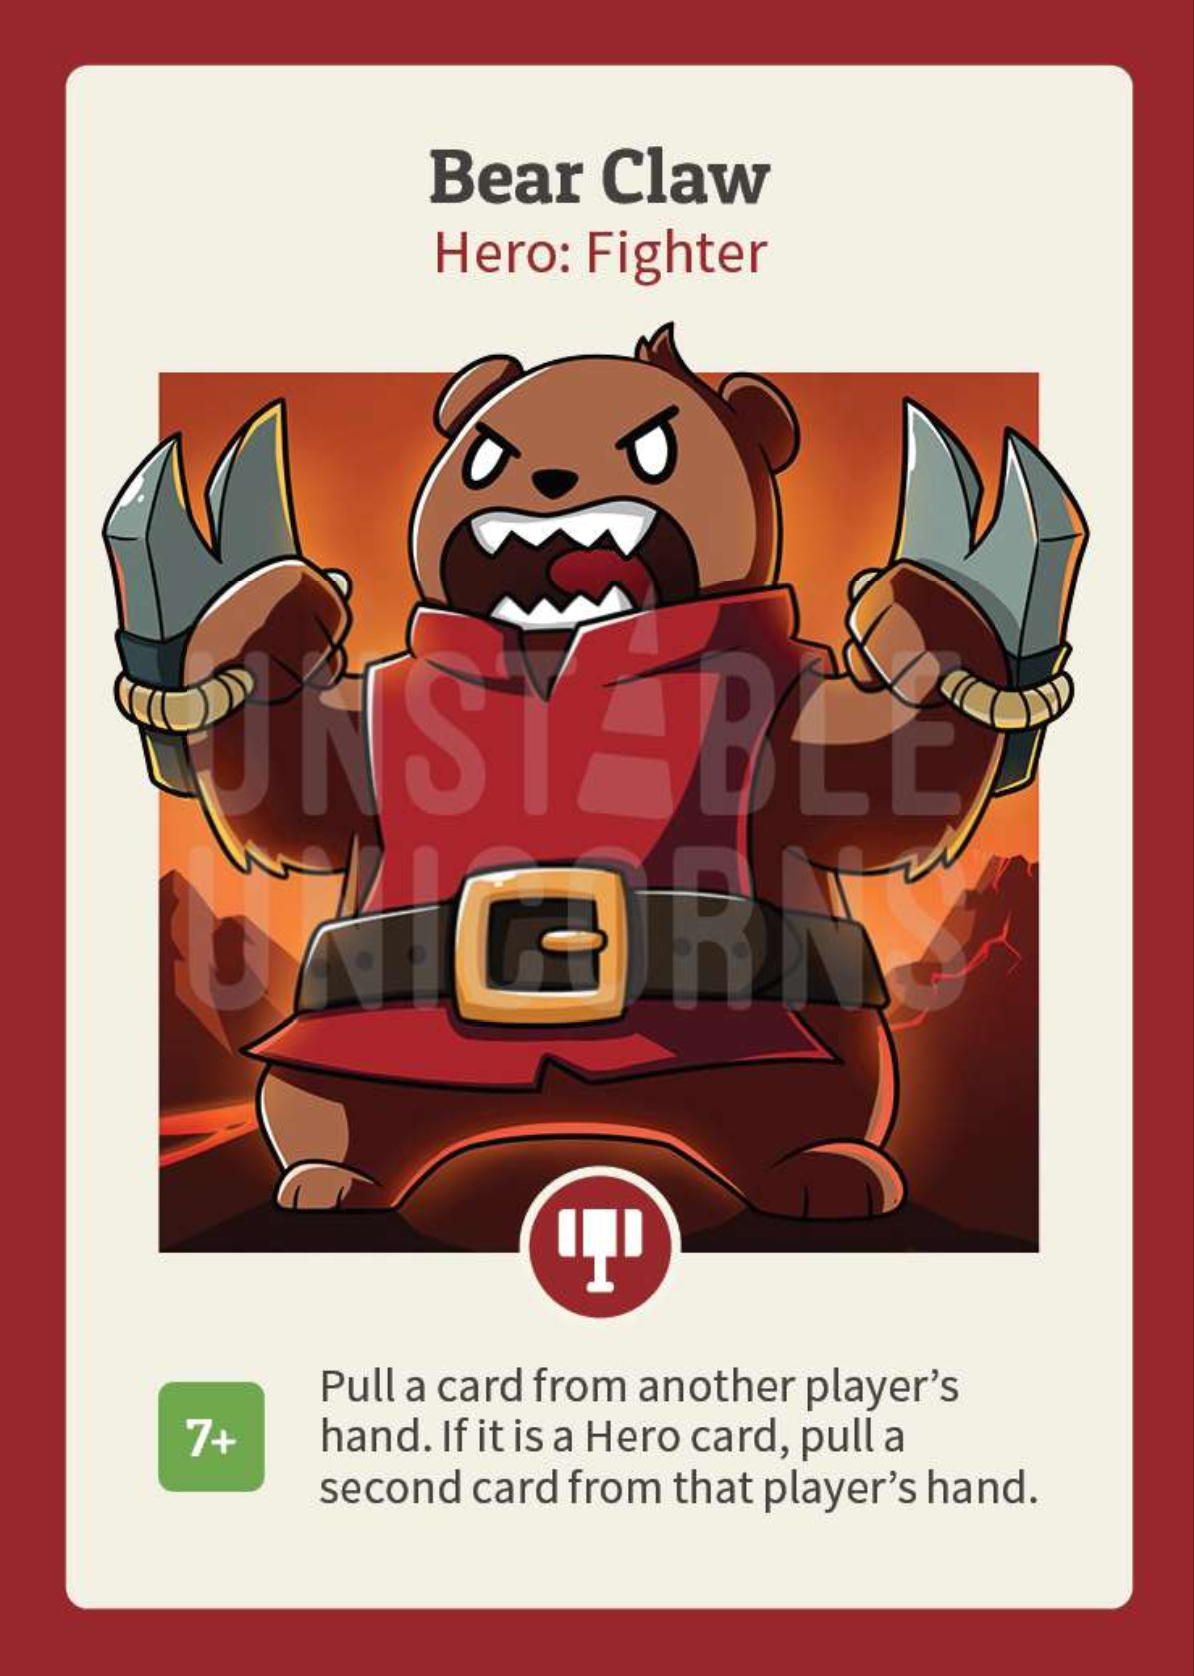 Bear Claw
Hero: Fighter
UNSTABLE
UNICORNS
7+
Pull a card from another player's
hand. If it is a Hero card, pull a
second card from that player's hand.